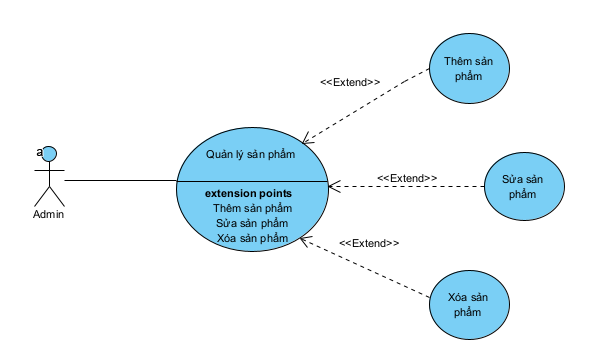 Thêm sản
phẩm
<<Extend>>
a
Admin
Quản lý sản phẩm
extension points
Thêm sản phẩm
Sửa sản phẩm
Xóa sản phẩm
<<Extend>>
Sửa sản
phẩm
<<Extend>>
Xóa sản
phẩm